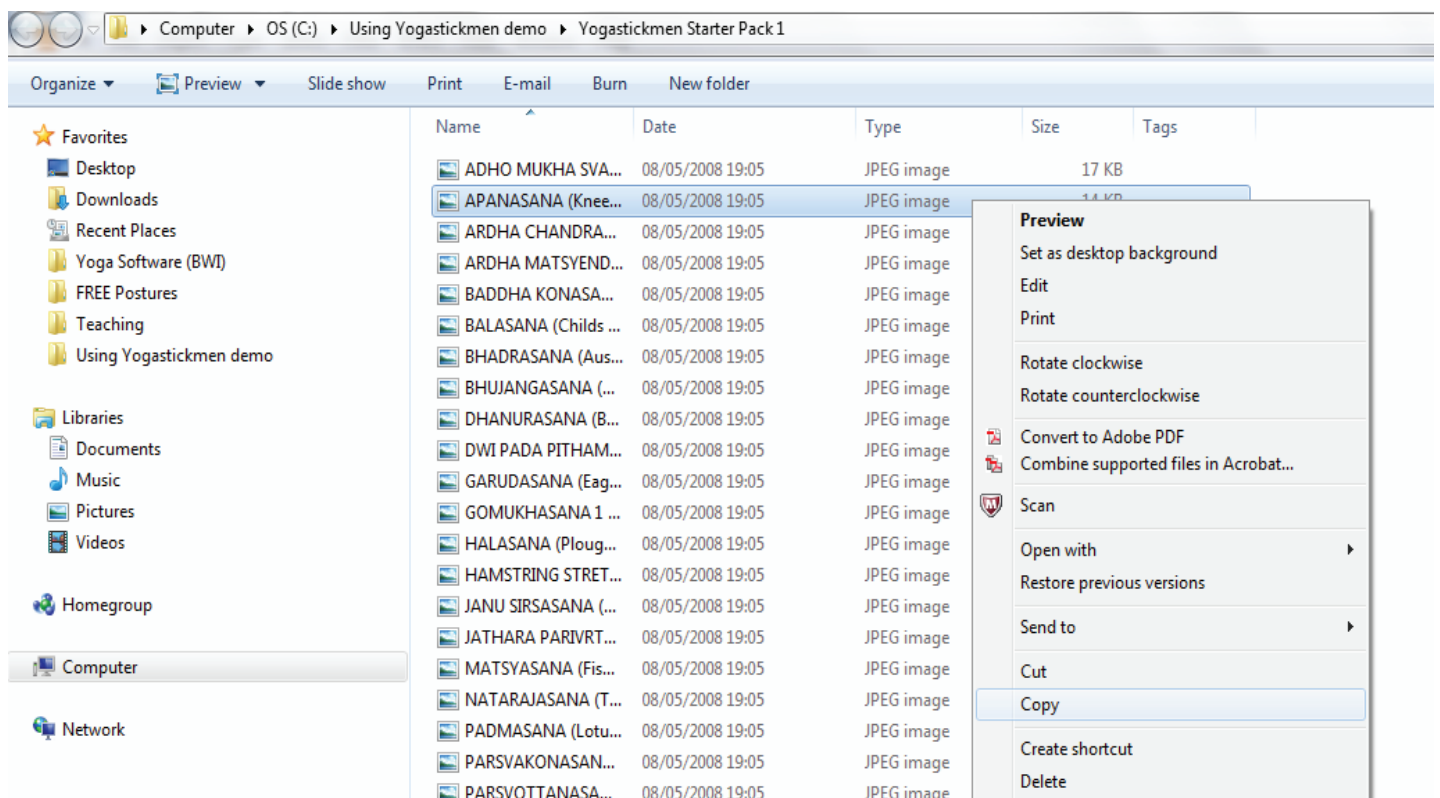 Computer OS (C:) Using Yogastickmen demo Yogastickmen Starter Pack 1
Organize Preview Slide show Print E-mail Burn New folder
Favorites
Desktop
Downloads
Recent Places
Yoga Software (BWI)
FREE Postures
Teaching
Using Yogastickmen demo
Libraries
Documents
Music
Pictures
Videos
Homegroup
Computer
Network
Name Date Type Size Tags
ADHO MUKHA SVA... 08/05/2008 19:05 JPEG image 17 KB
APANASANA (Knee... 08/05/2008 19:05 JPEG image 14 KB
ARDHA CHANDRA... 08/05/2008 19:05 JPEG image
ARDHA MATSYEND... 08/05/2008 19:05 JPEG image
BADDHA KONASA... 08/05/2008 19:05 JPEG image
BALASANA (Childs ... 08/05/2008 19:05 JPEG image
BHADRASANA (Aus... 08/05/2008 19:05 JPEG image
BHUJANGASANA (... 08/05/2008 19:05 JPEG image
DHANURASANA (B... 08/05/2008 19:05 JPEG image
DWI PADA PITHAM... 08/05/2008 19:05 JPEG image
GARUDASANA (Eag... 08/05/2008 19:05 JPEG image
GOMUKHASANA 1 ... 08/05/2008 19:05 JPEG image
HALASANA (Ploug... 08/05/2008 19:05 JPEG image
HAMSTRING STRET... 08/05/2008 19:05 JPEG image
JANU SIRSASANA (... 08/05/2008 19:05 JPEG image
JATHARA PARIVRT... 08/05/2008 19:05 JPEG image
MATSYASANA (Fis... 08/05/2008 19:05 JPEG image
NATARAJASANA (T... 08/05/2008 19:05 JPEG image
PADMASANA (Lotu... 08/05/2008 19:05 JPEG image
PARSVAKONASAN... 08/05/2008 19:05 JPEG image
PARSVOTTANASA... 08/05/2008 19:05 JPEG image
Preview
Set as desktop background
Edit
Print
Rotate clockwise
Rotate counterclockwise
Convert to Adobe PDF
Combine supported files in Acrobat...
Scan
Open with
Restore previous versions
Send to
Cut
Copy
Create shortcut
Delete